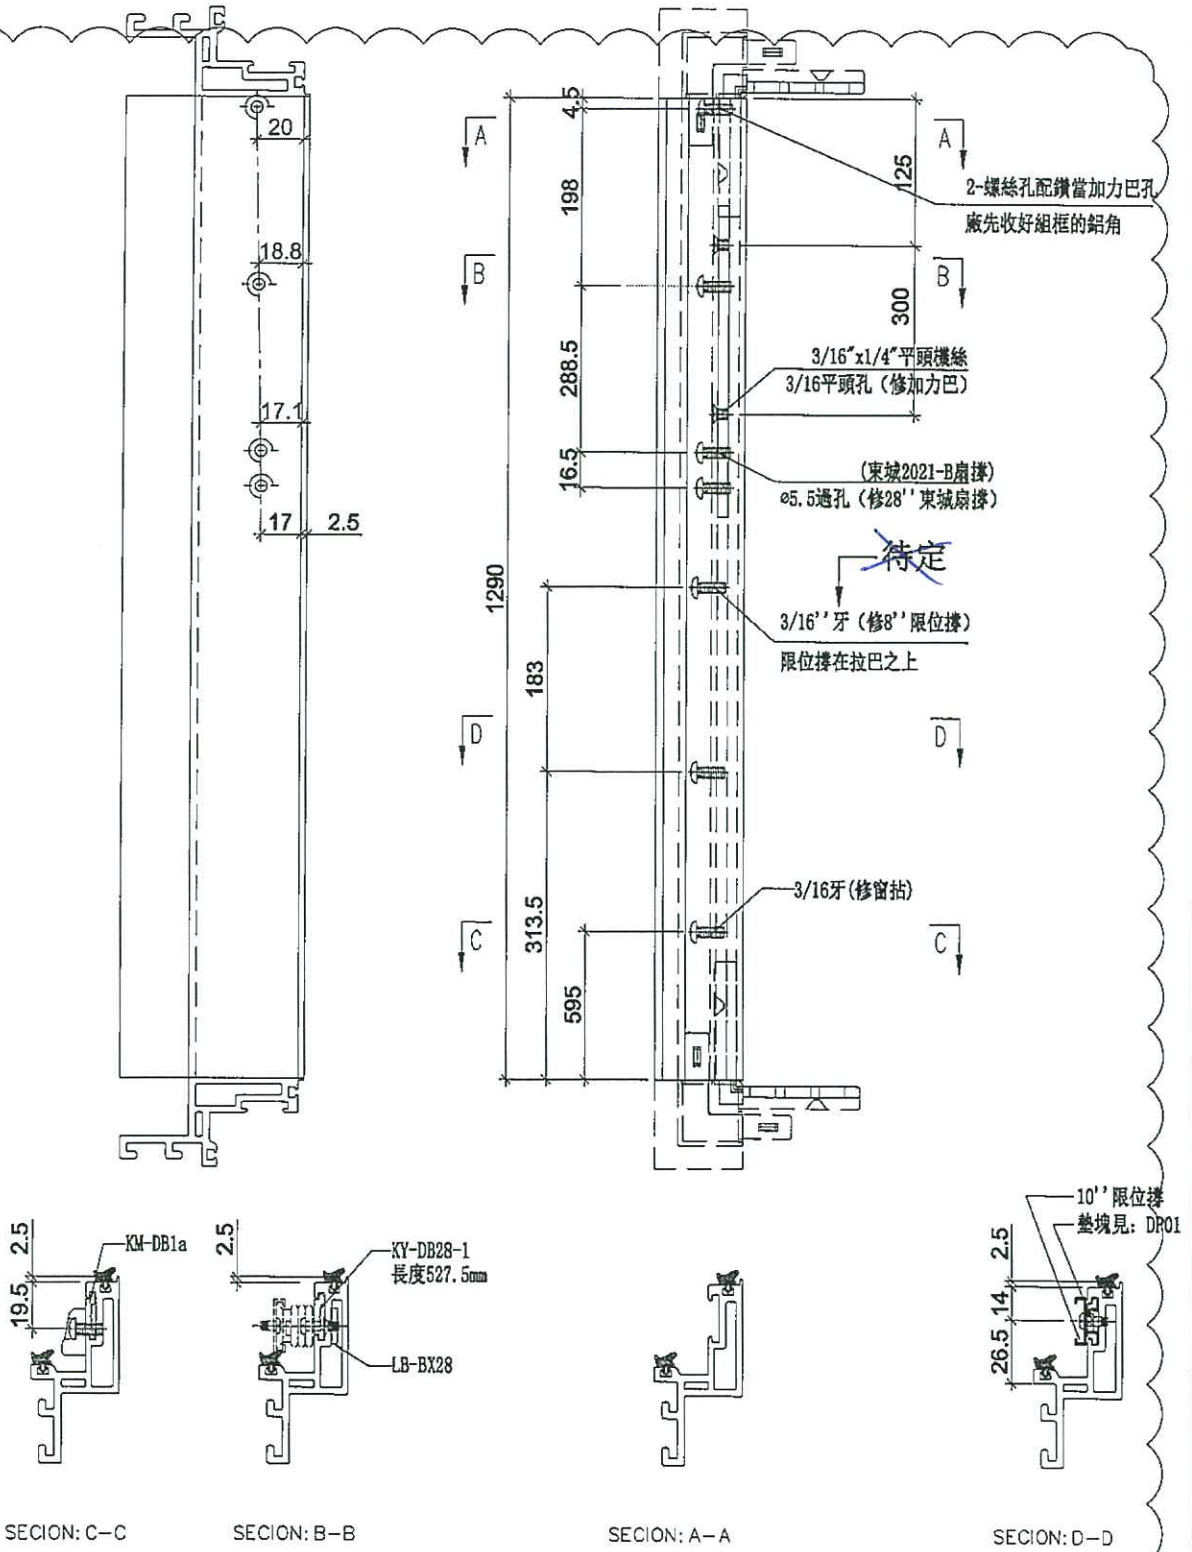 4.5
20
A
A
125
2-螺絲孔配鑽當加力巴孔
廠先收好組框的鋁角
198
18.8
B
B
300
3/16"x1/4"平頭機絲
3/16平頭孔（修加力巴）
288.5
17.1
16.5
(東城2021-B扇撐)
ø5.5過孔（修28''東城扇撐）
17
2.5
待定
1290
3/16''牙（修8''限位撐）
限位撐在拉巴之上
183
D
D
3/16牙(修窗拈)
313.5
C
C
595
2.5
19.5
KM-DB1a
2.5
KY-DB28-1
長度527.5mm
LB-BX28
10''限位撐
墊塊見: DP01
2.5
14
26.5
SECION: C-C
SECION: B-B
SECION: A-A
SECION: D-D